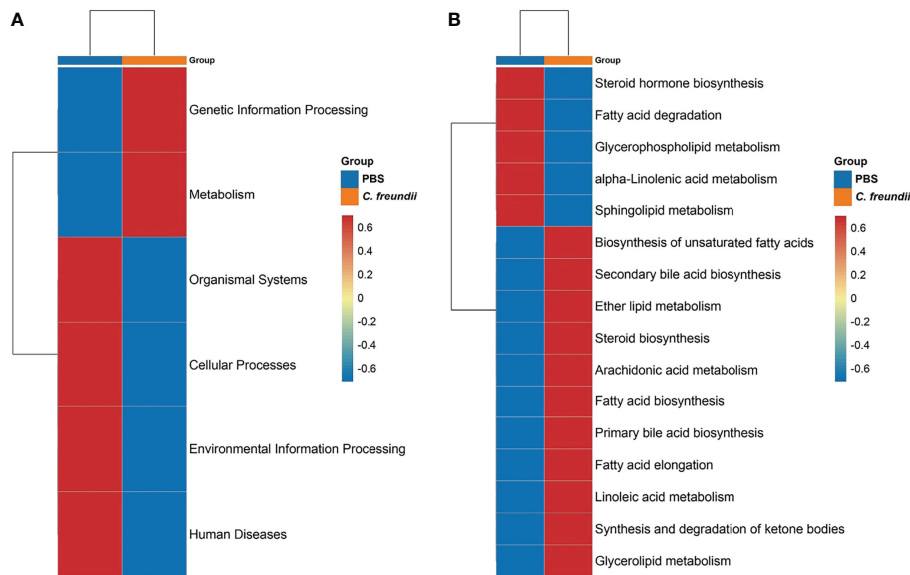 A
Group
Genetic Information Processing
Metabolism
Organismal Systems
Cellular Processes
Environmental Information Processing
Human Diseases
Group
PBS
C. freundii
0.6
0.4
0.2
0
-0.2
-0.4
-0.6
B
Group
Steroid hormone biosynthesis
Fatty acid degradation
Glycerophospholipid metabolism
alpha-Linolenic acid metabolism
Sphingolipid metabolism
Biosynthesis of unsaturated fatty acids
Secondary bile acid biosynthesis
Ether lipid metabolism
Steroid biosynthesis
Arachidonic acid metabolism
Fatty acid biosynthesis
Primary bile acid biosynthesis
Fatty acid elongation
Linoleic acid metabolism
Synthesis and degradation of ketone bodies
Glycerolipid metabolism
Group
PBS
C. freundii
0.6
0.4
0.2
0
-0.2
-0.4
-0.6